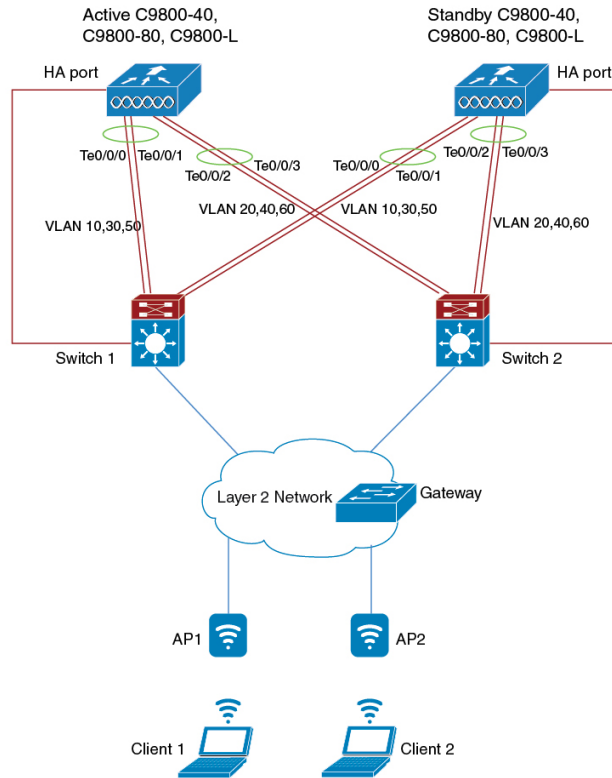 Active C9800-40,
C9800-80, C9800-L
Standby C9800-40,
C9800-80, C9800-L
HA port
HA port
Te0/0/0
Te0/0/1
Te0/0/2
Te0/0/3
Te0/0/0
Te0/0/1
Te0/0/2
Te0/0/3
VLAN 10,30,50
VLAN 20,40,60
VLAN 10,30,50
VLAN 20,40,60
Switch 1
Switch 2
Layer 2 Network
Gateway
AP1
AP2
Client 1
Client 2